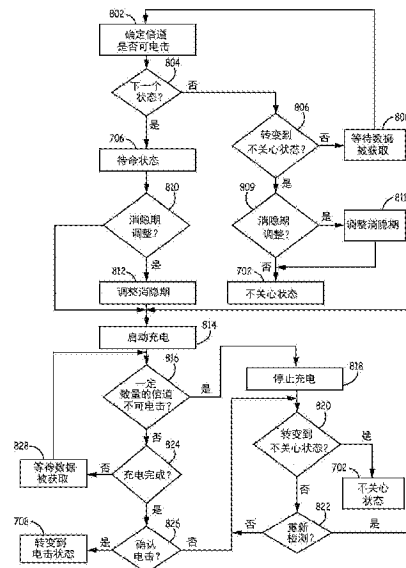 802
确定信道
是否可电击
804
下一个
状态?
否
是
706
待命状态
806
转变到
不关心状态?
否
等待数据
被获取
80
是
810
消隐期
调整?
809
消隐期
调整?
是
调整消隐期
811
是
812
调整消隐期
否
702
不关心状态
启动充电
814
816
一定
数量的信道
不可电击?
是
停止充电
818
否
820
转变到
不关心状态?
是
828
等待数据
被获取
否
824
充电完成?
702
不关心
状态
否
是
822
重新
检测?
是
否
708
转变到
电击状态
是
826
确认
电击?
否